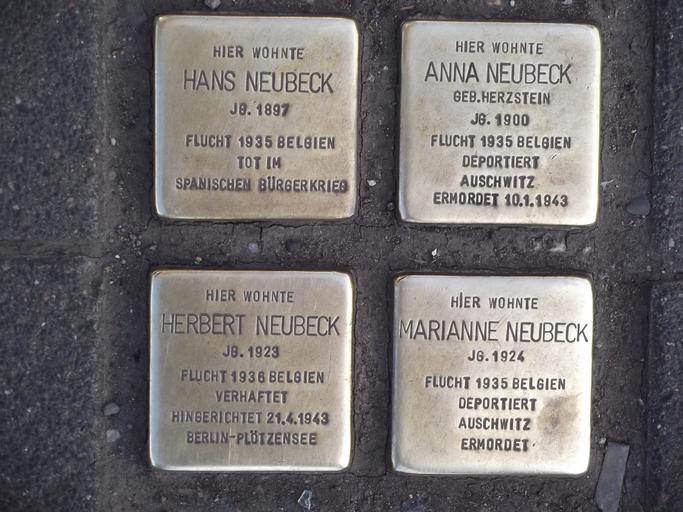 HIER WOHNTE
HANS NEUBECK
JG. 1897
FLUCHT 1935 BELGIEN
TOT IM
SPANISCHEN BÜRGERKRIEG
HIER WOHNTE
ANNA NEUBECK
GEB. HERZSTEIN
JG. 1900
FLUCHT 1935 BELGIEN
DEPORTIERT
AUSCHWITZ
ERMORDET 10.1.1943
HIER WOHNTE
HERBERT NEUBECK
JG. 1923
FLUCHT 1936 BELGIEN
VERHAFTET
HINGERICHTET 21.4.1943
BERLIN-PLÖTZENSEE
HIER WOHNTE
MARIANNE NEUBECK
JG. 1924
FLUCHT 1935 BELGIEN
DEPORTIERT
AUSCHWITZ
ERMORDET